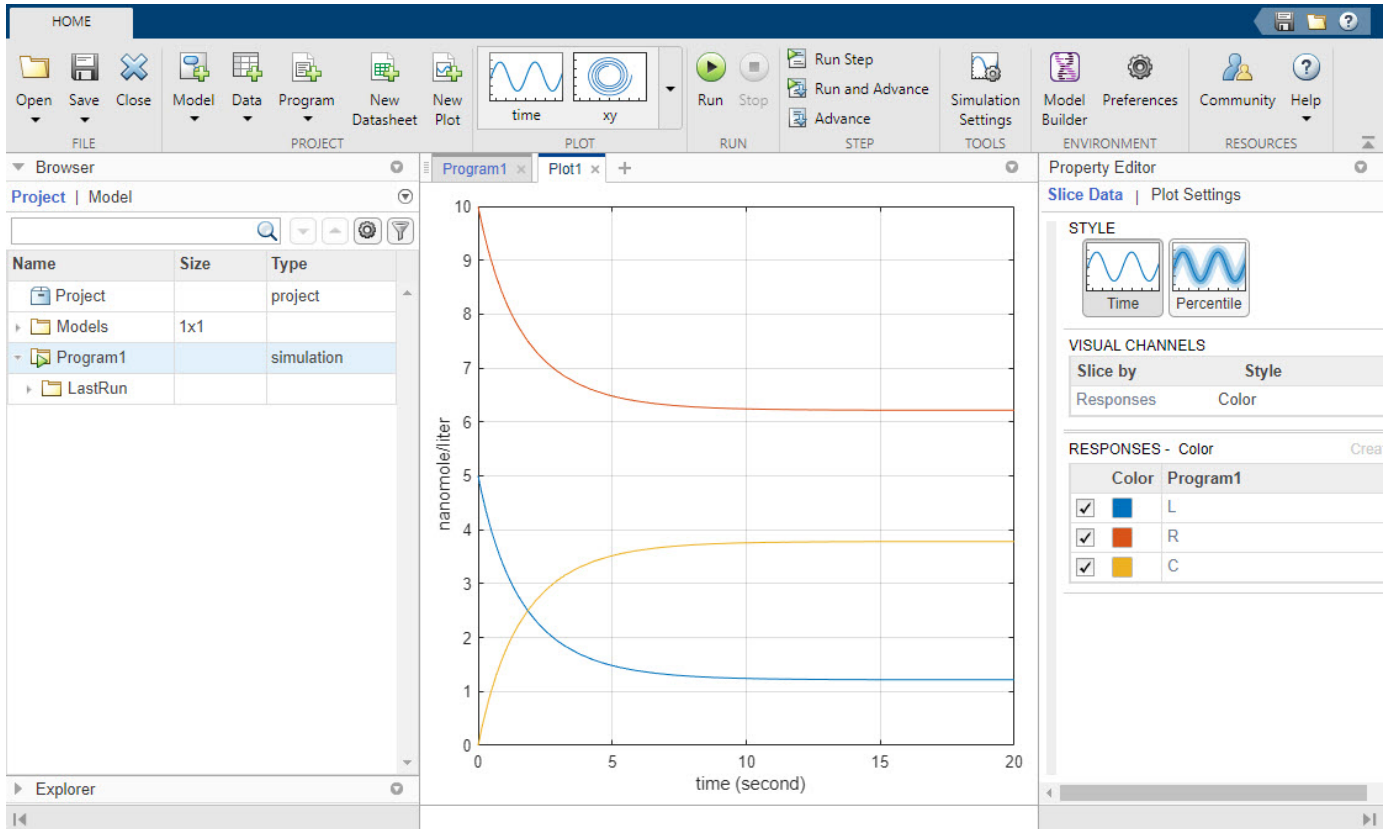 HOME
Open Save Close Model Data Program New Datasheet New Plot time xy Run Stop Run Step Simulation Settings Model Builder Preferences Community Help
Run and Advance
Advance
FILE PROJECT PLOT RUN STEP TOOLS ENVIRONMENT RESOURCES
Browser
Project | Model
Name Size Type
Project project
Models 1x1
Program1 simulation
LastRun
Explorer
Program1 × Plot1 × +
10
9
8
7
6
5
4
3
2
1
0
nanomole/liter
0 5 10 15 20
time (second)
Property Editor
Slice Data | Plot Settings
STYLE
Time Percentile
VISUAL CHANNELS
Slice by Style
Responses Color
RESPONSES - Color Crea
Color Program1
L
R
C